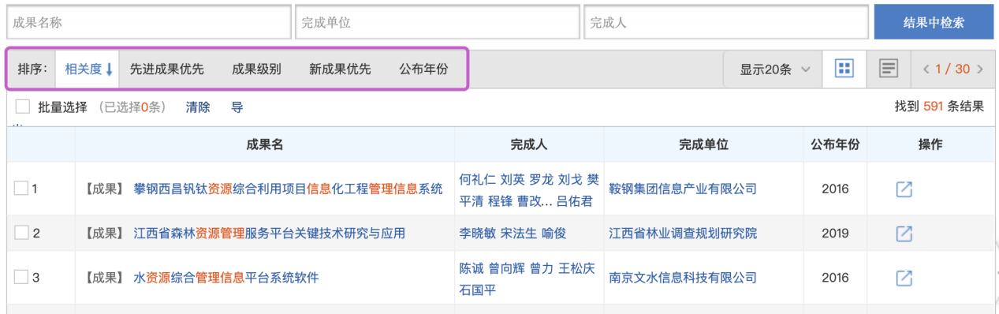 成果名称 完成单位 完成人 结果中检索
排序: 相关度 先进成果优先 成果级别 新成果优先 公布年份 显示20条 1 / 30
批量选择 (已选择0条) 清除 导 找到 591 条结果
成果名 完成人 完成单位 公布年份 操作
1 【成果】 攀钢西昌钒钛资源综合利用项目信息化工程管理信息系统 何礼仁 刘英 罗龙 刘戈 樊
平清 程锋 曹改... 吕佑君 鞍钢集团信息产业有限公司 2016
2 【成果】 江西省森林资源管理服务平台关键技术研究与应用 李晓敏 宋法生 喻俊 江西省林业调查规划研究院 2019
3 【成果】 水资源综合管理信息平台系统软件 陈诚 曾向辉 曾力 王松庆
石国平 南京文水信息科技有限公司 2016